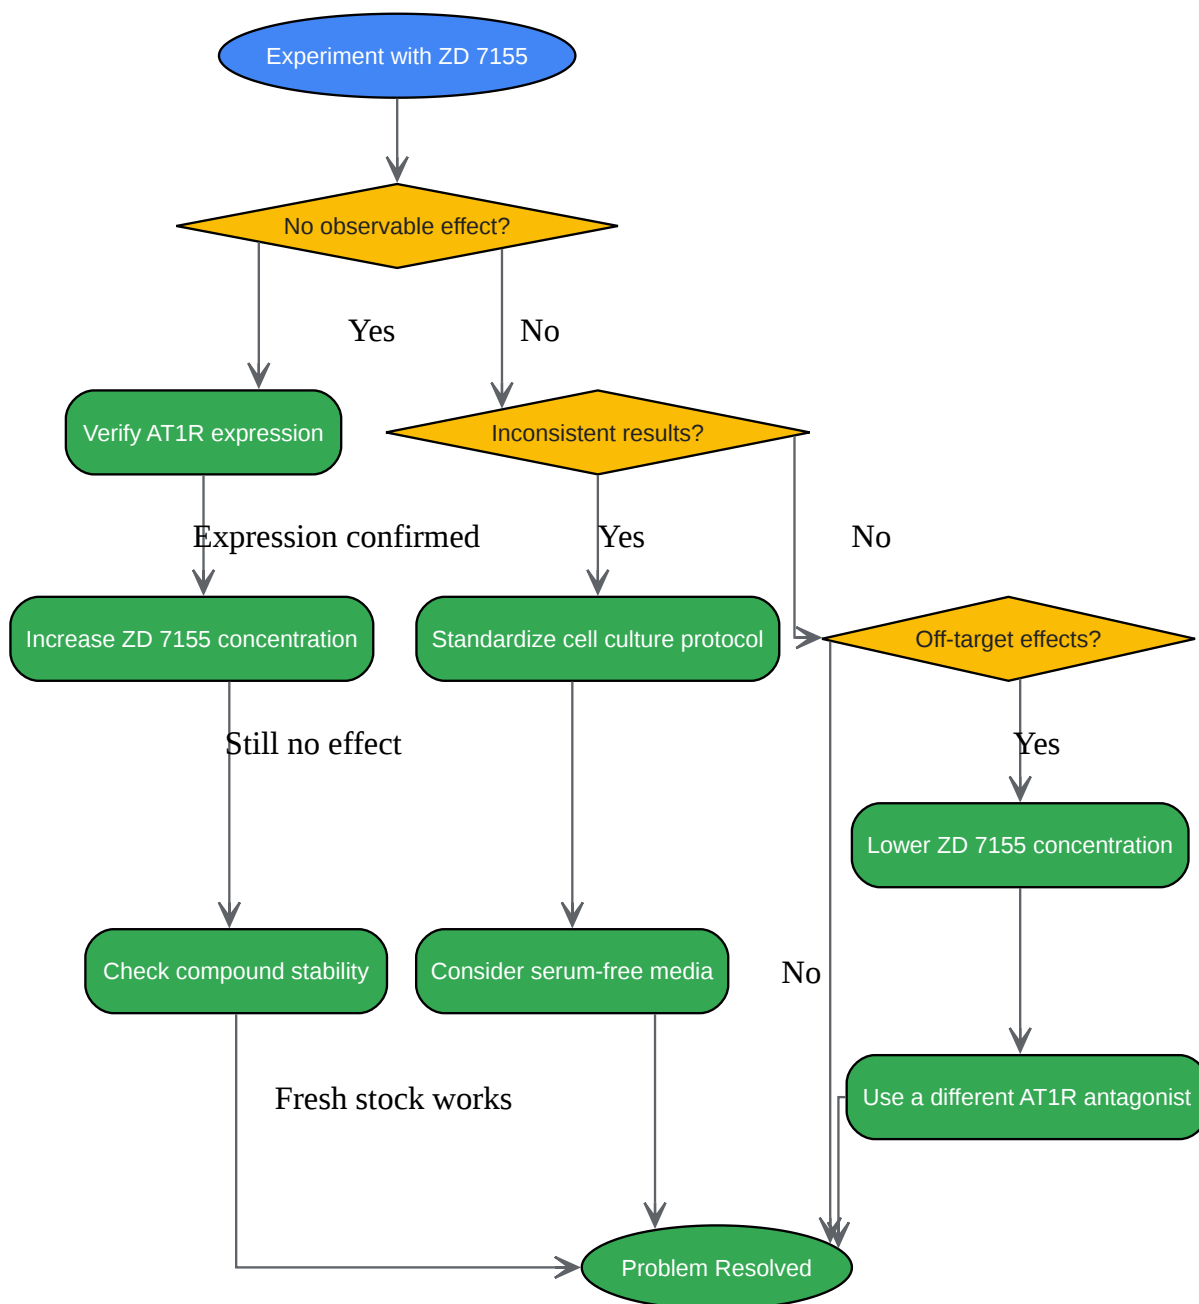 Experiment with ZD 7155
No observable effect?
Yes
No
Verify AT1R expression
Inconsistent results?
Expression confirmed
Yes
No
Increase ZD 7155 concentration
Standardize cell culture protocol
Off-target effects?
Still no effect
Yes
Lower ZD 7155 concentration
Check compound stability
Consider serum-free media
No
Fresh stock works
Use a different AT1R antagonist
Problem Resolved